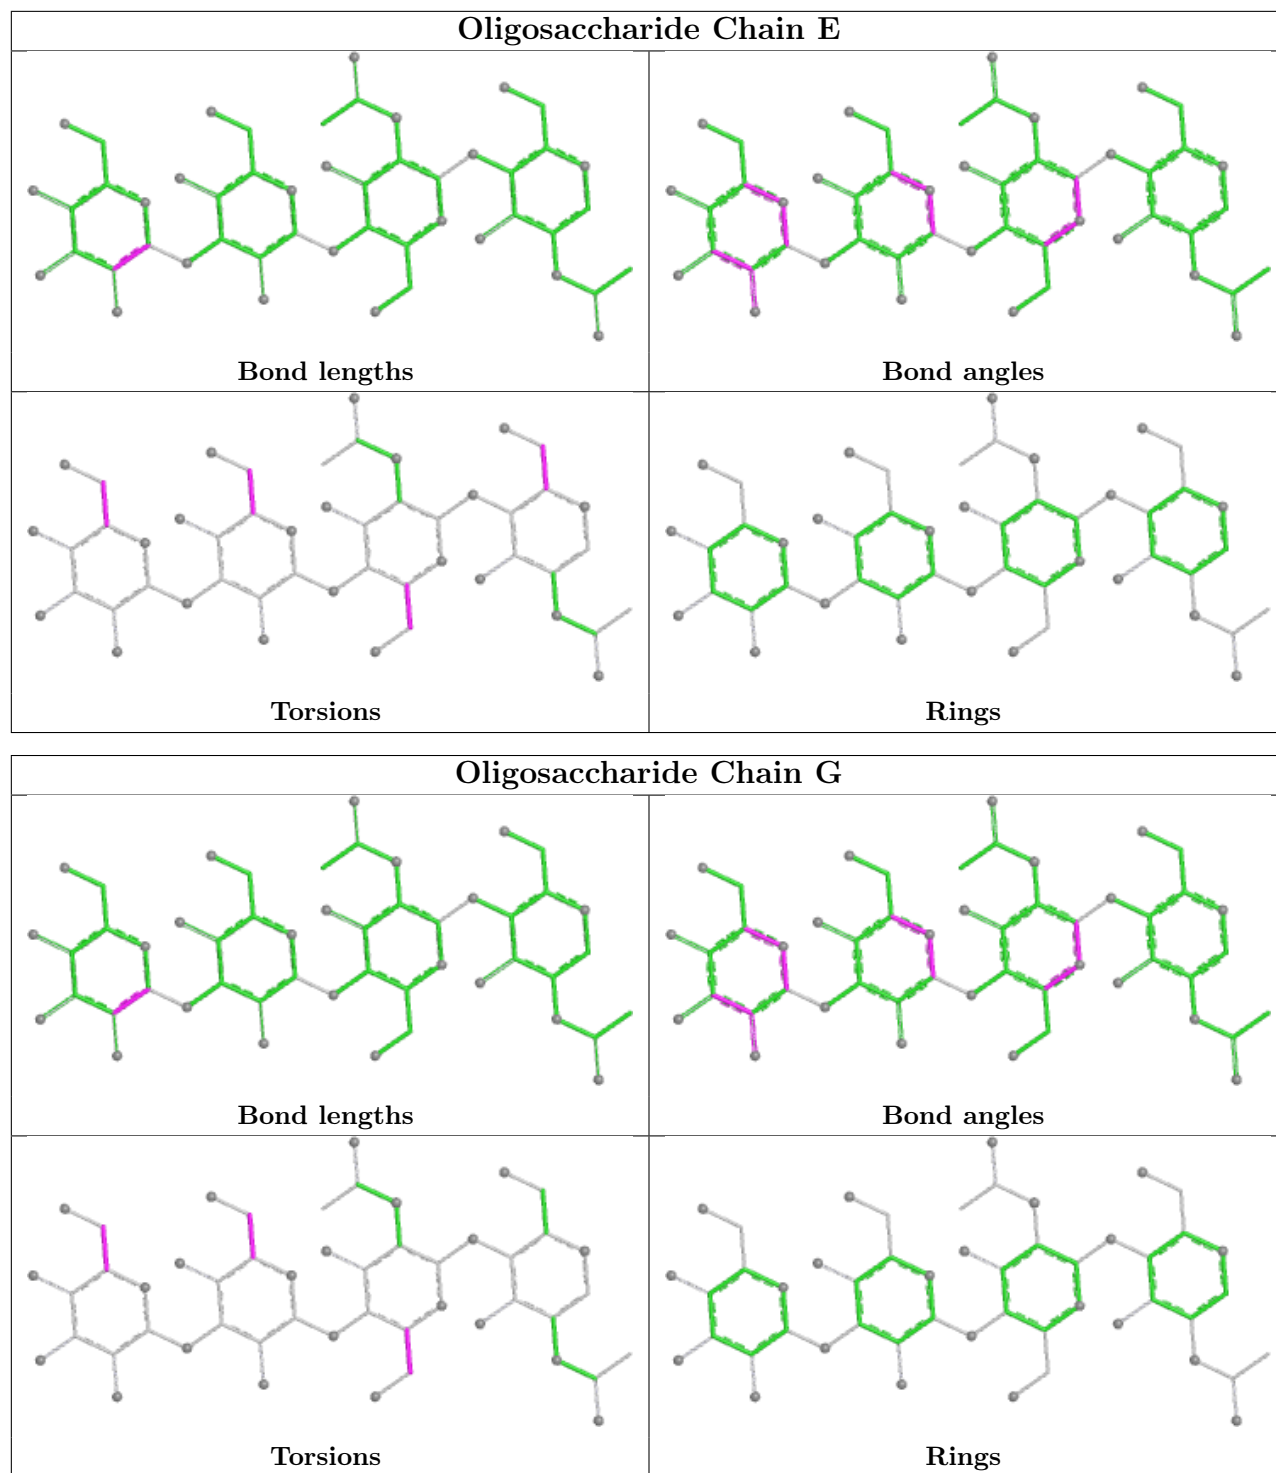 Oligosaccharide Chain E
Bond lengths
Bond angles
Torsions
Rings
Oligosaccharide Chain G
Bond lengths
Bond angles
Torsions
Rings